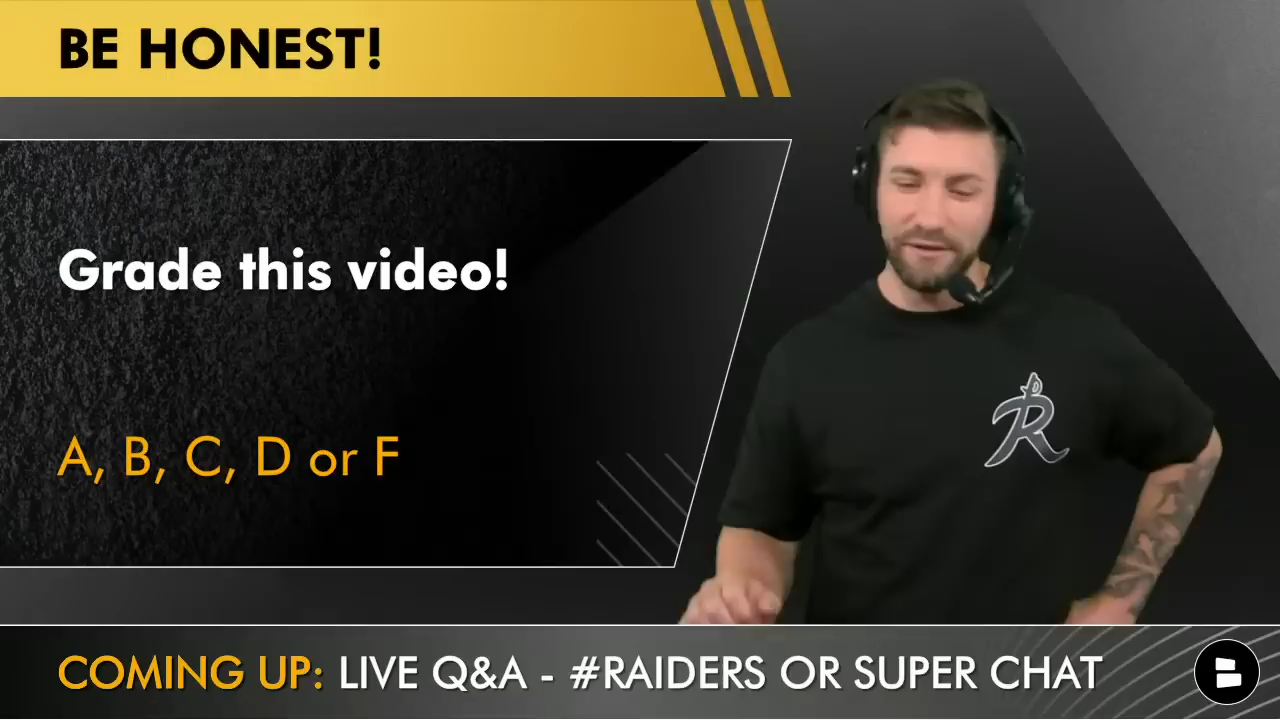 BE HONEST!
Grade this video!
A, B, C, D or F
R
COMING UP: LIVE Q&A - #RAIDERS OR SUPER CHAT